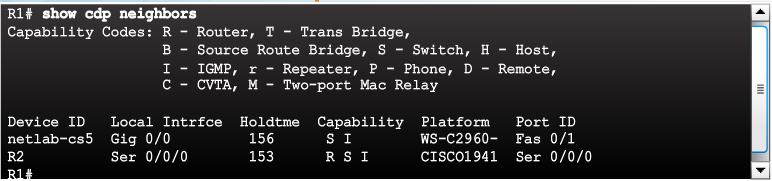 R1# show cdp neighbors
Capability Codes: R - Router, T - Trans Bridge,
B - Source Route Bridge, S - Switch, H - Host,
I - IGMP, r - Repeater, P - Phone, D - Remote,
C - CVTA, M - Two-port Mac Relay
Device ID Local Intrfce Holdtme Capability Platform Port ID
netlab-cs5 Gig 0/0 156 S I WS-C2960- Fas 0/1
R2 Ser 0/0/0 153 R S I CISCO1941 Ser 0/0/0
R1#